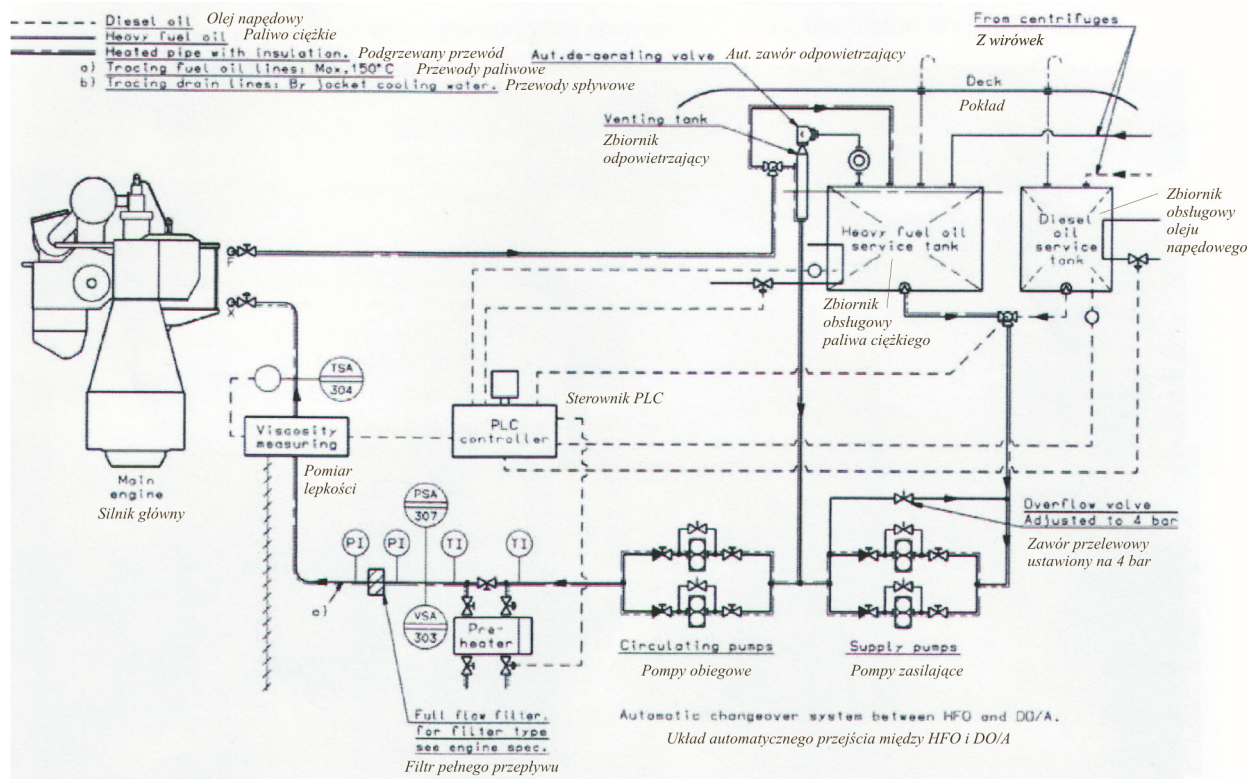 Diesel oil Olej napędowy
Heavy fuel oil Paliwo ciężkie
Heated pipe with insulation. Podgrzewany przewód
a) Tracing fuel oil lines: Max.150°C Przewody paliwowe
b) Tracing drain lines: By jacket cooling water. Przewody spływowe
From centrifuges
Z wirówek
Aut.de-aerating valve Aut. zawór odpowietrzający
Deck
Pokład
Venting tank
Zbiornik
odpowietrzający
Heavy fuel oil
service tank
Diesel
oil
service
tank
Zbiornik
obsługowy
oleju
napędowego
Zbiornik
obsługowy
paliwa ciężkiego
F
X
TSA
304
Sterownik PLC
Viscosity
measuring
PLC
controller
Pomiar
lepkości
Main
engine
Silnik główny
PSA
307
Overflow valve
Adjusted to 4 bar
Zawór przelewowy
ustawiony na 4 bar
PI
PI
TI
TI
a)
VSA
303
Pre-
heater
Circulating pumps
Pompy obiegowe
Supply pumps
Pompy zasilające
Full flow filter.
for filter type
see engine spec.
Filtr pełnego przepływu
Automatic changeover system between HFO and DO/A.
Układ automatycznego przejścia między HFO i DO/A